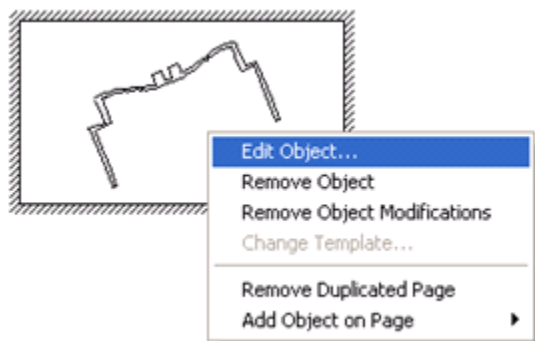 Edit Object...
Remove Object
Remove Object Modifications
Change Template...
Remove Duplicated Page
Add Object on Page